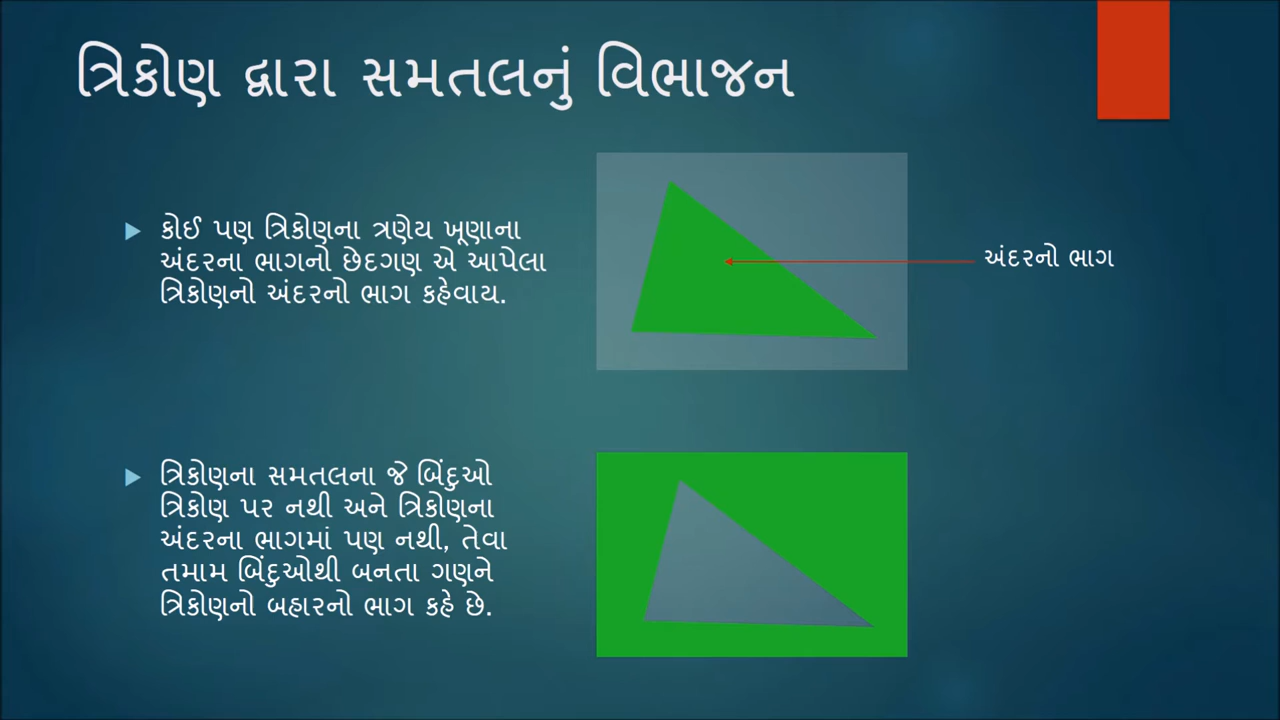 ત્રિકોણ દ્વારા સમતલનું વિભાજન
કોઈ પણ ત્રિકોણના ત્રણેય ખૂણાના
અંદરના ભાગનો છેદગણ એ આપેલા
ત્રિકોણનો અંદરનો ભાગ કહેવાય.
અંદરનો ભાગ
ત્રિકોણના સમતલના જે બિંદુઓ
ત્રિકોણ પર નથી અને ત્રિકોણના
અંદરના ભાગમાં પણ નથી, તેવા
તમામ બિંદુઓથી બનતા ગણને
ત્રિકોણનો બહારનો ભાગ કહે છે.